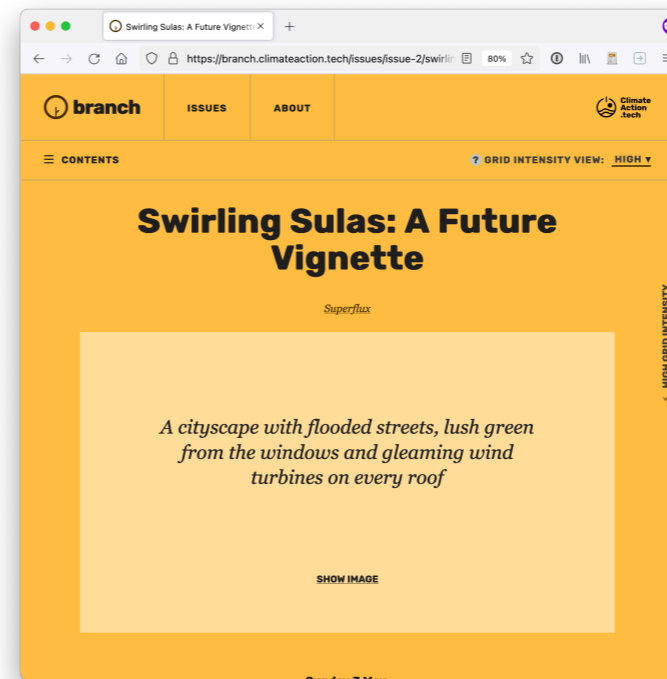 Swirling Sulas: A Future Vignett
80%
https://branch.climateaction.tech/issues/issue-2/swirlin
branch
ISSUES
ABOUT
Climate
Action
.tech
CONTENTS
? GRID INTENSITY VIEW: HIGH ▾
Swirling Sulas: A Future
Vignette
Superflux
HIGH GRID INTENSITY
A cityscape with flooded streets, lush green
from the windows and gleaming wind
turbines on every roof
SHOW IMAGE